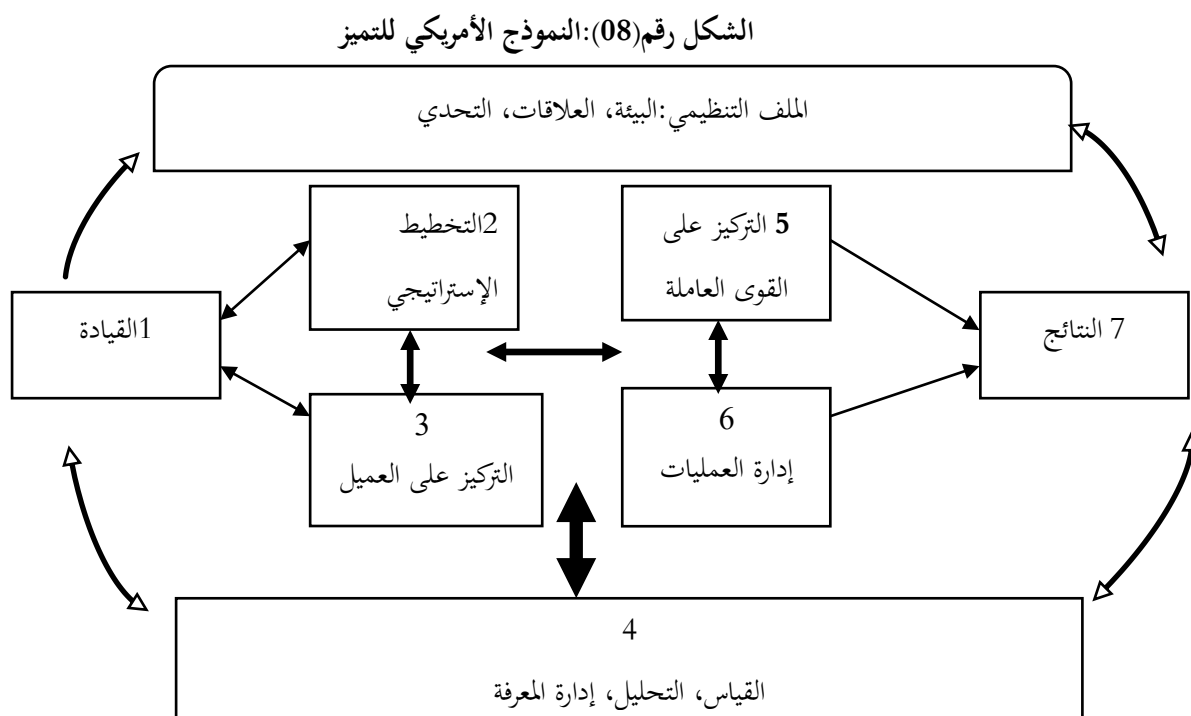 الشكل رقم(08):النموذج الأمريكي للتميز
الملف التنظيمي:البيئة، العلاقات، التحدي
5 التركيز على
القوى العاملة
2التخطيط
الإستراتيجي
7 النتائج
1القيادة
6
إدارة العمليات
3
التركيز على العميل
4
القياس، التحليل، إدارة المعرفة